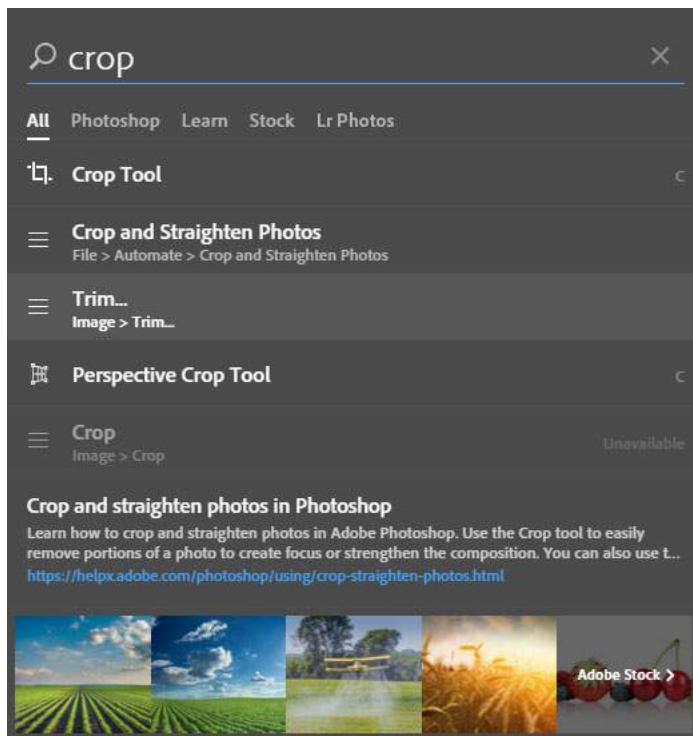 crop
All Photoshop Learn Stock Lr Photos
Crop Tool C
Crop and Straighten Photos
File > Automate > Crop and Straighten Photos
Trim...
Image > Trim...
Perspective Crop Tool C
Crop
Image > Crop Unavailable
Crop and straighten photos in Photoshop
Learn how to crop and straighten photos in Adobe Photoshop. Use the Crop tool to easily
remove portions of a photo to create focus or strengthen the composition. You can also use t...
https://helpx.adobe.com/photoshop/using/crop-straighten-photos.html
Adobe Stock >